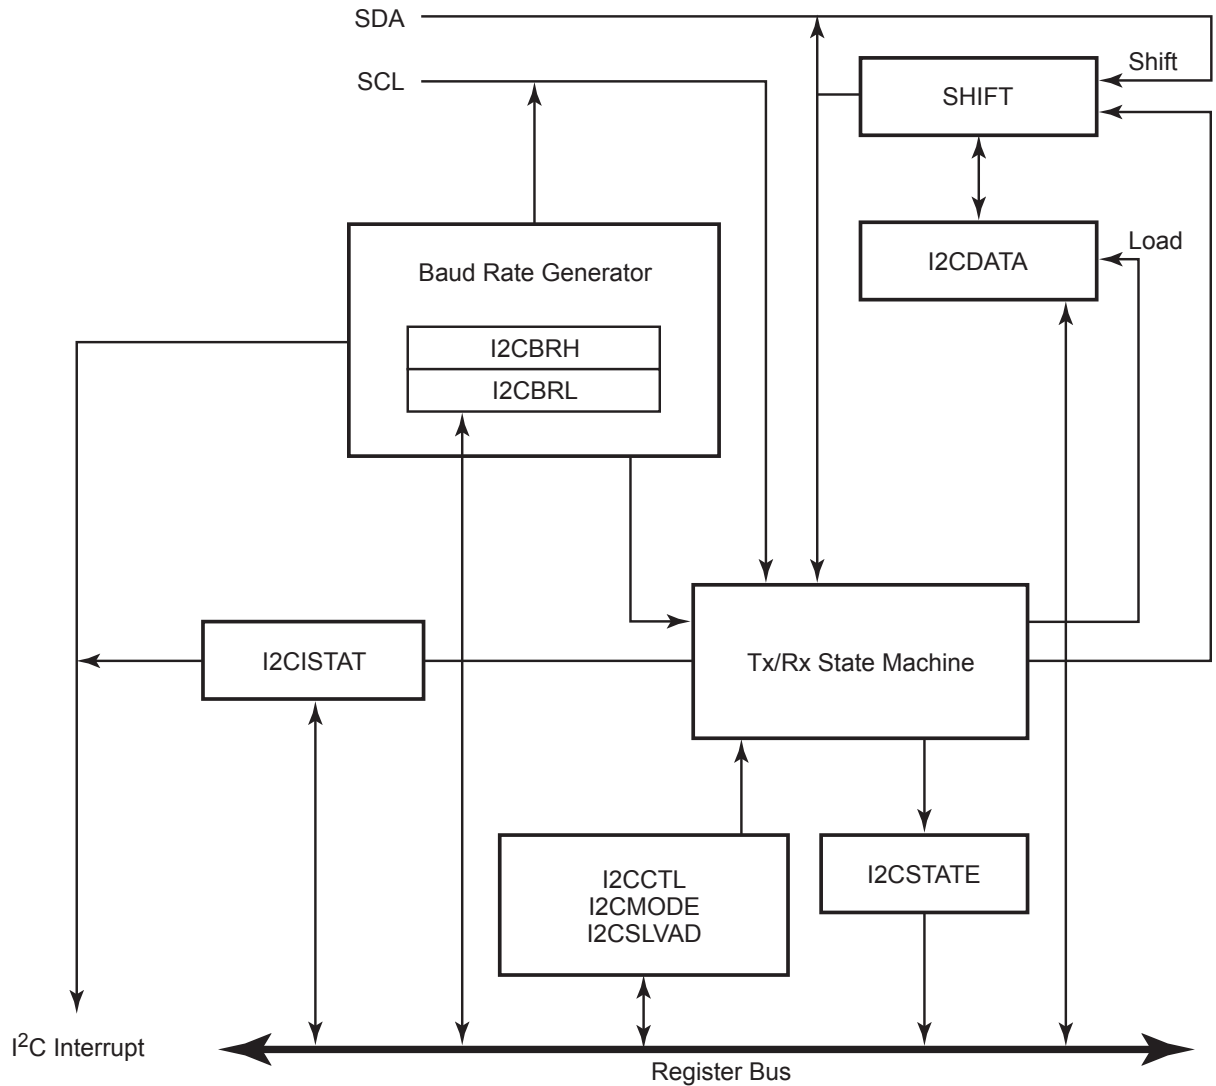 SDA
SCL
Shift
SHIFT
Load
I2CDATA
Baud Rate Generator
I2CBRH
I2CBRL
I2CISTAT
Tx/Rx State Machine
I2CCTL
I2CMODE
I2CSLVAD
I2CSTATE
I²C Interrupt
Register Bus